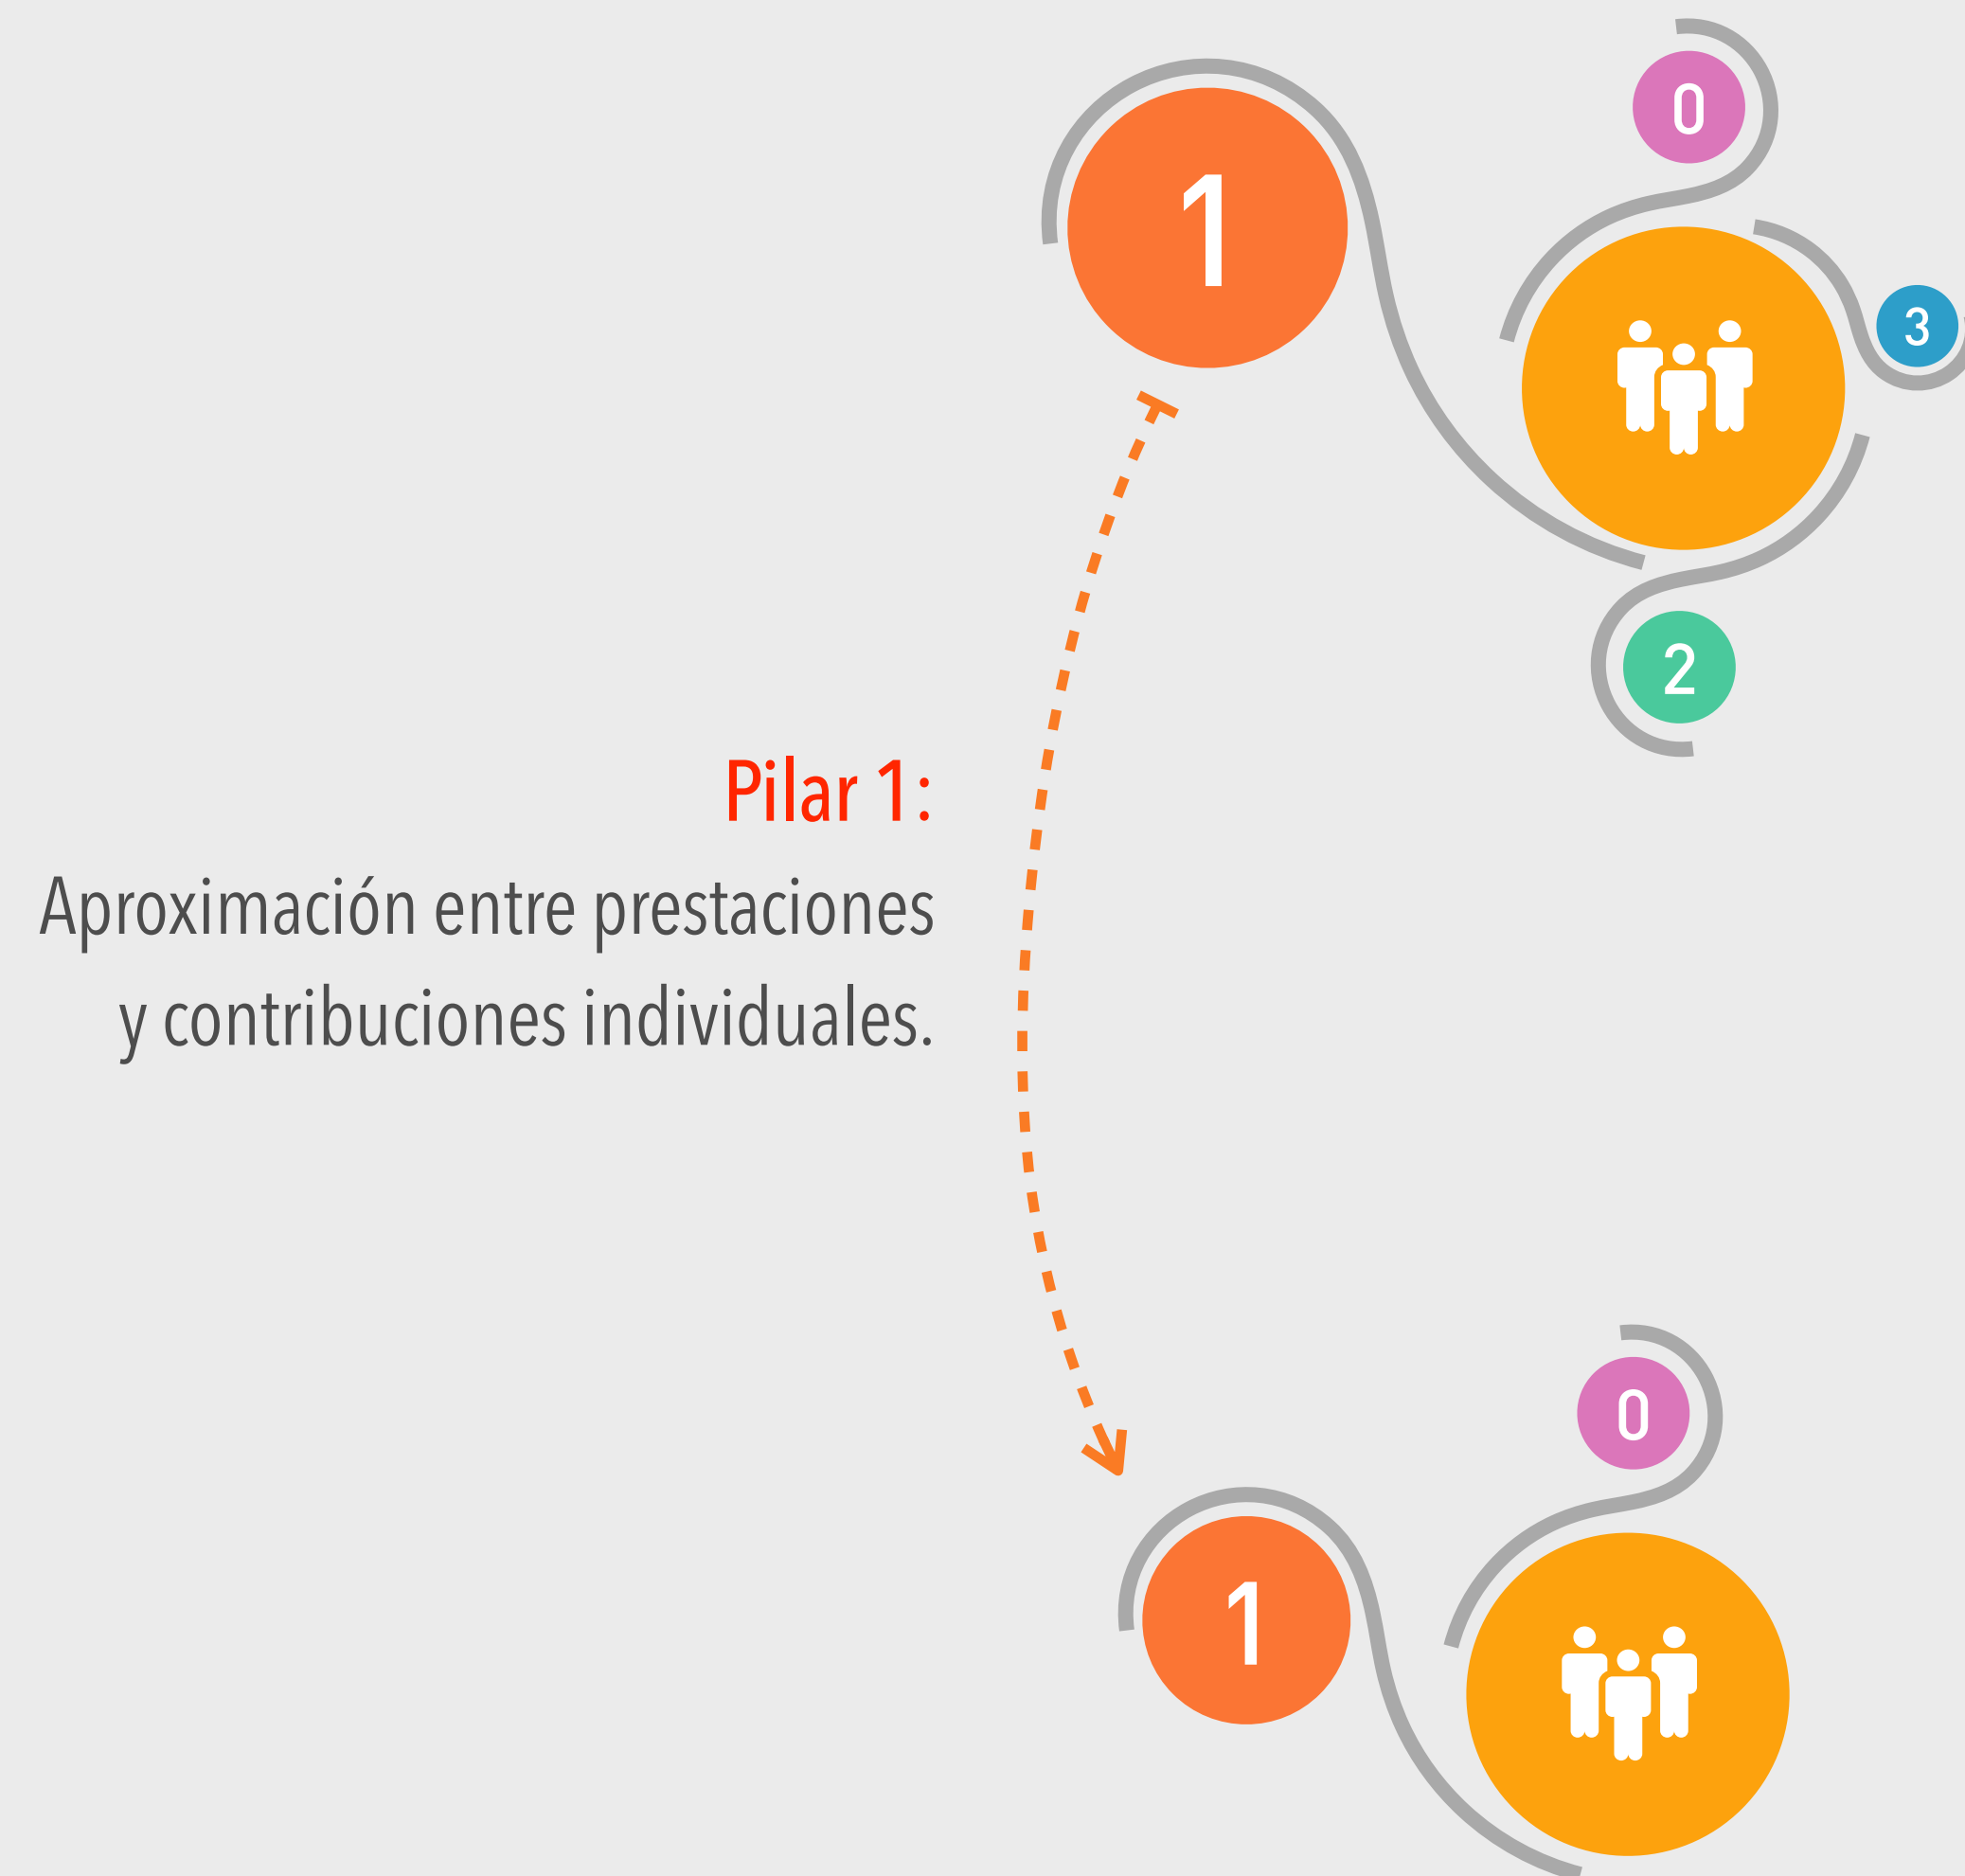 0
1
3
2
Pilar 1:
Aproximación entre prestaciones
y contribuciones individuales.
0
1